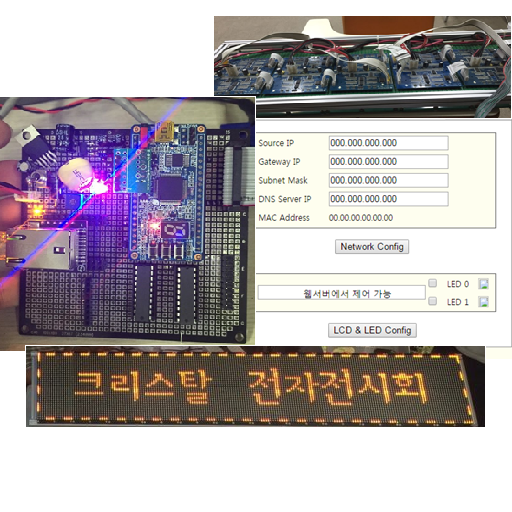 Source IP 000.000.000.000
Gateway IP 000.000.000.000
Subnet Mask 000.000.000.000
DNS Server IP 000.000.000.000
MAC Address 00.00.00.00.00.00
Network Config
웹서버에서 제어 가능
LED 0
LED 1
LCD & LED Config
크리스탈 전자전시회